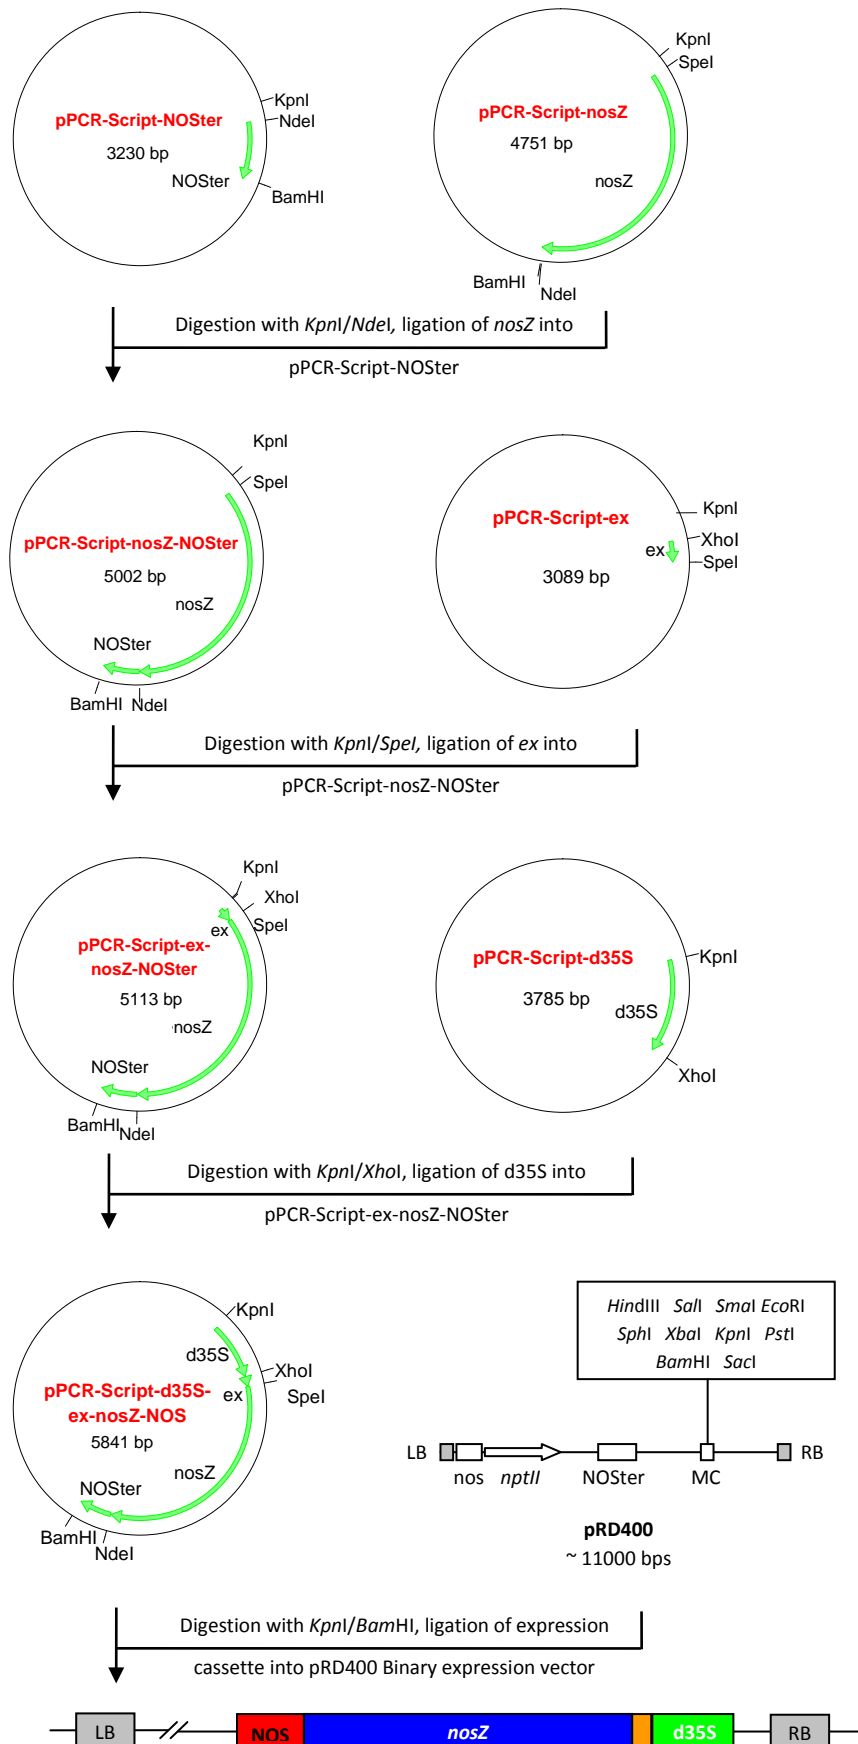 KpnI
NdeI
pPCR-Script-NOSter
3230 bp
NOSter
BamHI
KpnI
SpeI
pPCR-Script-nosZ
4751 bp
nosZ
BamHI
NdeI
Digestion with KpnI/NdeI, ligation of nosZ into
pPCR-Script-NOSter
KpnI
SpeI
pPCR-Script-nosZ-NOSter
5002 bp
nosZ
NOSter
BamHI
NdeI
KpnI
pPCR-Script-ex
XhoI
ex
SpeI
3089 bp
Digestion with KpnI/SpeI, ligation of ex into
pPCR-Script-nosZ-NOSter
KpnI
XhoI
ex
SpeI
pPCR-Script-ex-
nosZ-NOSter
5113 bp
nosZ
NOSter
BamHI
NdeI
KpnI
pPCR-Script-d35S
3785 bp
d35S
XhoI
Digestion with KpnI/XhoI, ligation of d35S into
pPCR-Script-ex-nosZ-NOSter
KpnI
d35S
XhoI
ex
SpeI
pPCR-Script-d35S-
ex-nosZ-NOS
5841 bp
nosZ
NOSter
BamHI
NdeI
HindIII SalI SmaI EcoRI
SphI XbaI KpnI PstI
BamHI SacI
LB
RB
nos nptII NOSter MC
pRD400
~ 11000 bps
Digestion with KpnI/BamHI, ligation of expression
cassette into pRD400 Binary expression vector
LB NOS nosZ d35S RB